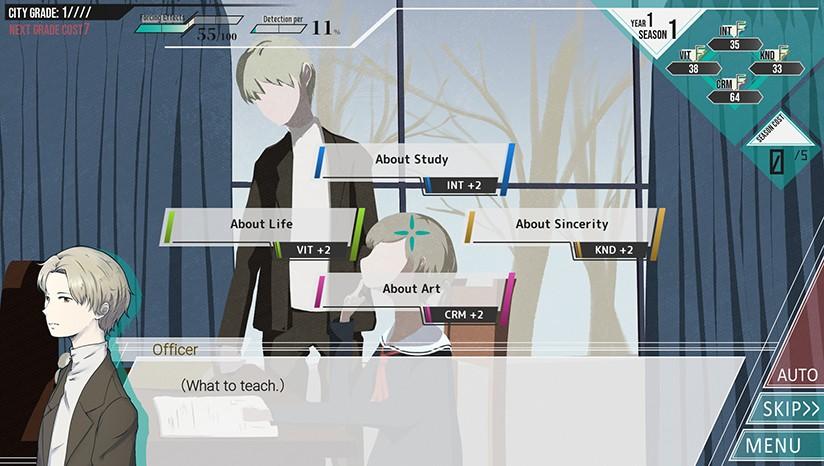 CITY GRADE: 1////
NEXT GRADE COST 7
55/100
Detection per
11%
YEAR 1
SEASON 1
INT
35
VIT
38
KND
33
CRM
64
SEASON COST
0/5
About Study
INT +2
About Life
VIT +2
About Sincerity
KND +2
About Art
CRM +2
Officer
(What to teach.)
AUTO
SKIP>>
MENU